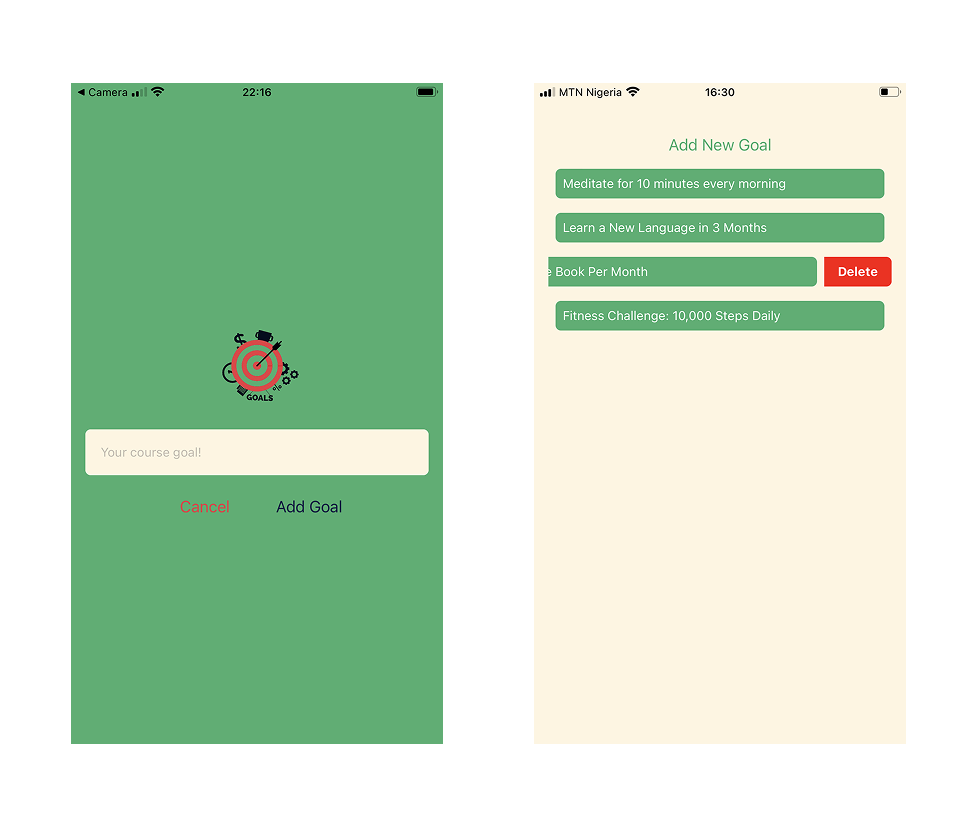 Camera
22:16
GOALS
Your course goal!
Cancel Add Goal
MTN Nigeria 16:30
Add New Goal
Meditate for 10 minutes every morning
Learn a New Language in 3 Months
e Book Per Month Delete
Fitness Challenge: 10,000 Steps Daily